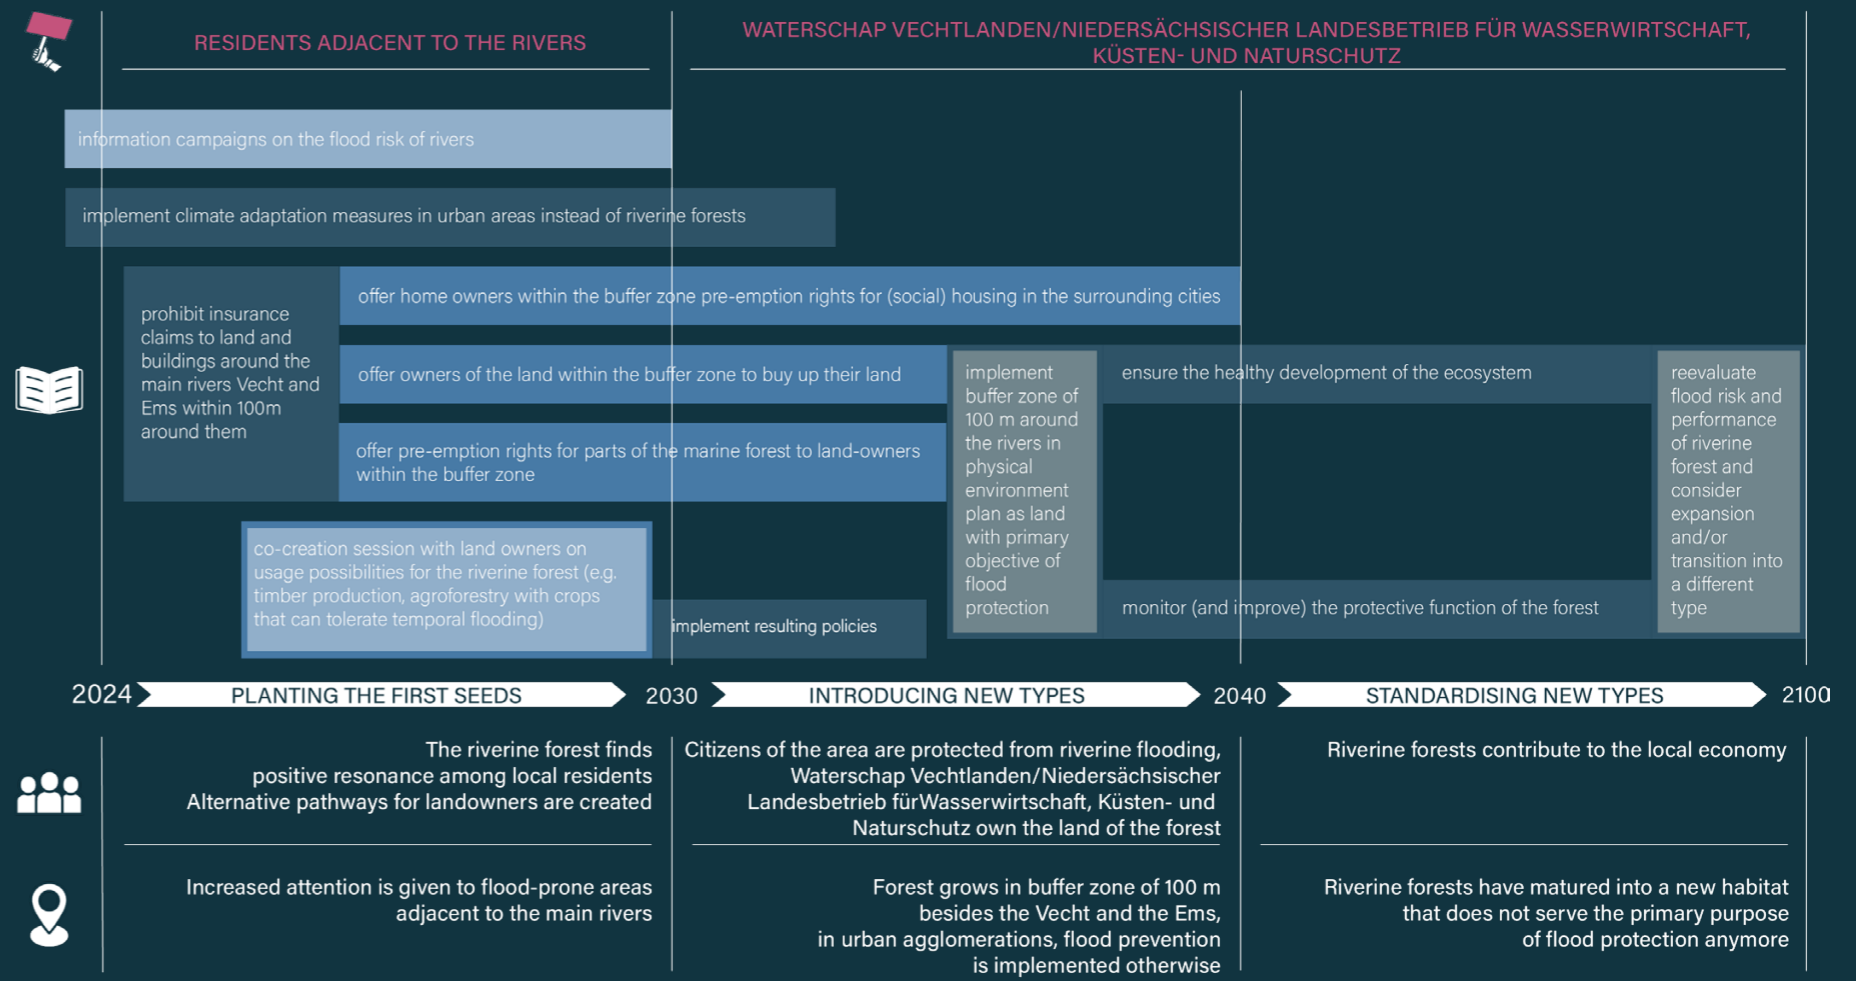 RESIDENTS ADJACENT TO THE RIVERS
WATERSCHAP VECHTLANDEN/NIEDERSÄCHSISCHER LANDESBETRIEB FÜR WASSERWIRTSCHAFT,
KÜSTEN- UND NATURSCHUTZ
information campaigns on the flood risk of rivers
implement climate adaptation measures in urban areas instead of riverine forests
prohibit insurance
claims to land and
buildings around the
main rivers Vecht and
Ems within 100m
around them
offer home owners within the buffer zone pre-emption rights for (social) housing in the surrounding cities
offer owners of the land within the buffer zone to buy up their land
offer pre-emption rights for parts of the marine forest to land-owners
within the buffer zone
co-creation session with land owners on
usage possibilities for the riverine forest (e.g.
timber production, agroforestry with crops
that can tolerate temporal flooding)
implement resulting policies
implement
buffer zone of
100 m around
the rivers in
physical
environment
plan as land
with primary
objective of
flood
protection
ensure the healthy development of the ecosystem
monitor (and improve) the protective function of the forest
reevaluate
flood risk and
performance
of riverine
forest and
consider
expansion
and/or
transition into
a different
type
2024 PLANTING THE FIRST SEEDS 2030 INTRODUCING NEW TYPES 2040 STANDARDISING NEW TYPES 2100
The riverine forest finds
positive resonance among local residents
Alternative pathways for landowners are created
Citizens of the area are protected from riverine flooding,
Waterschap Vechtlanden/Niedersächsischer
Landesbetrieb fürWasserwirtschaft, Küsten- und
Naturschutz own the land of the forest
Riverine forests contribute to the local economy
Increased attention is given to flood-prone areas
adjacent to the main rivers
Forest grows in buffer zone of 100 m
besides the Vecht and the Ems,
in urban agglomerations, flood prevention
is implemented otherwise
Riverine forests have matured into a new habitat
that does not serve the primary purpose
of flood protection anymore